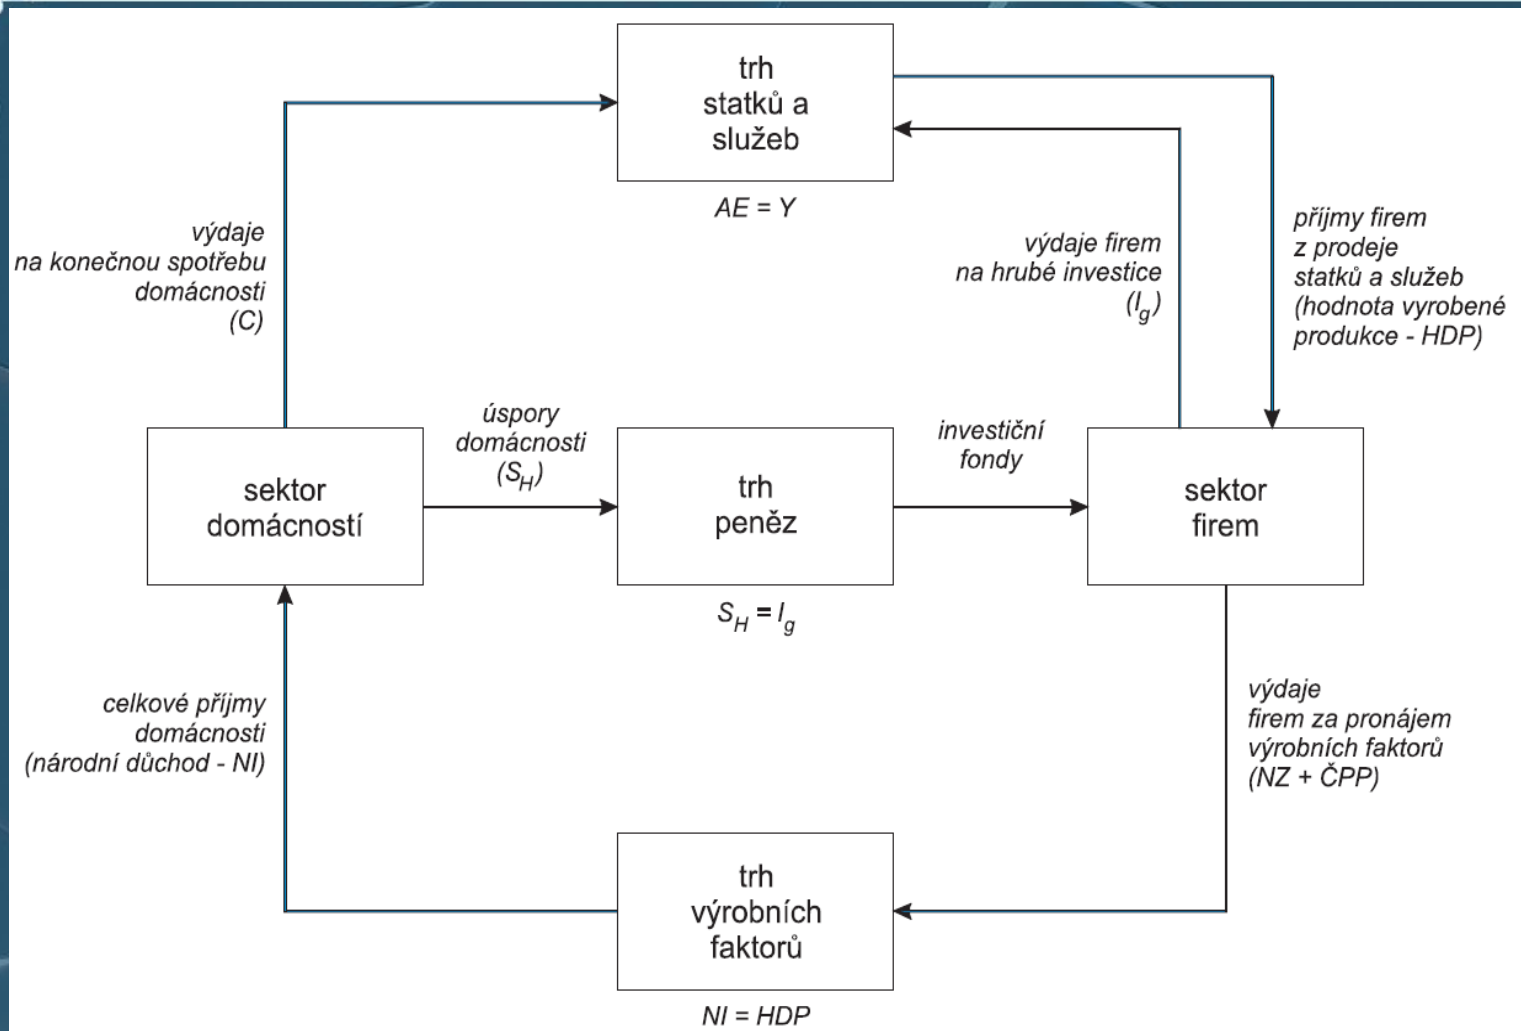 trh
statků a
služeb
AE = Y
výdaje
na konečnou spotřebu
domácnosti
(C)
výdaje firem
na hrubé investice
(Ig)
příjmy firem
z prodeje
statků a služeb
(hodnota vyrobené
produkce - HDP)
sektor
domácností
úspory
domácnosti
(SH)
trh
peněz
SH = Ig
investiční
fondy
sektor
firem
celkové příjmy
domácnosti
(národní důchod - NI)
výdaje
firem za pronájem
výrobních faktorů
(NZ + ČPP)
trh
výrobních
faktorů
NI = HDP